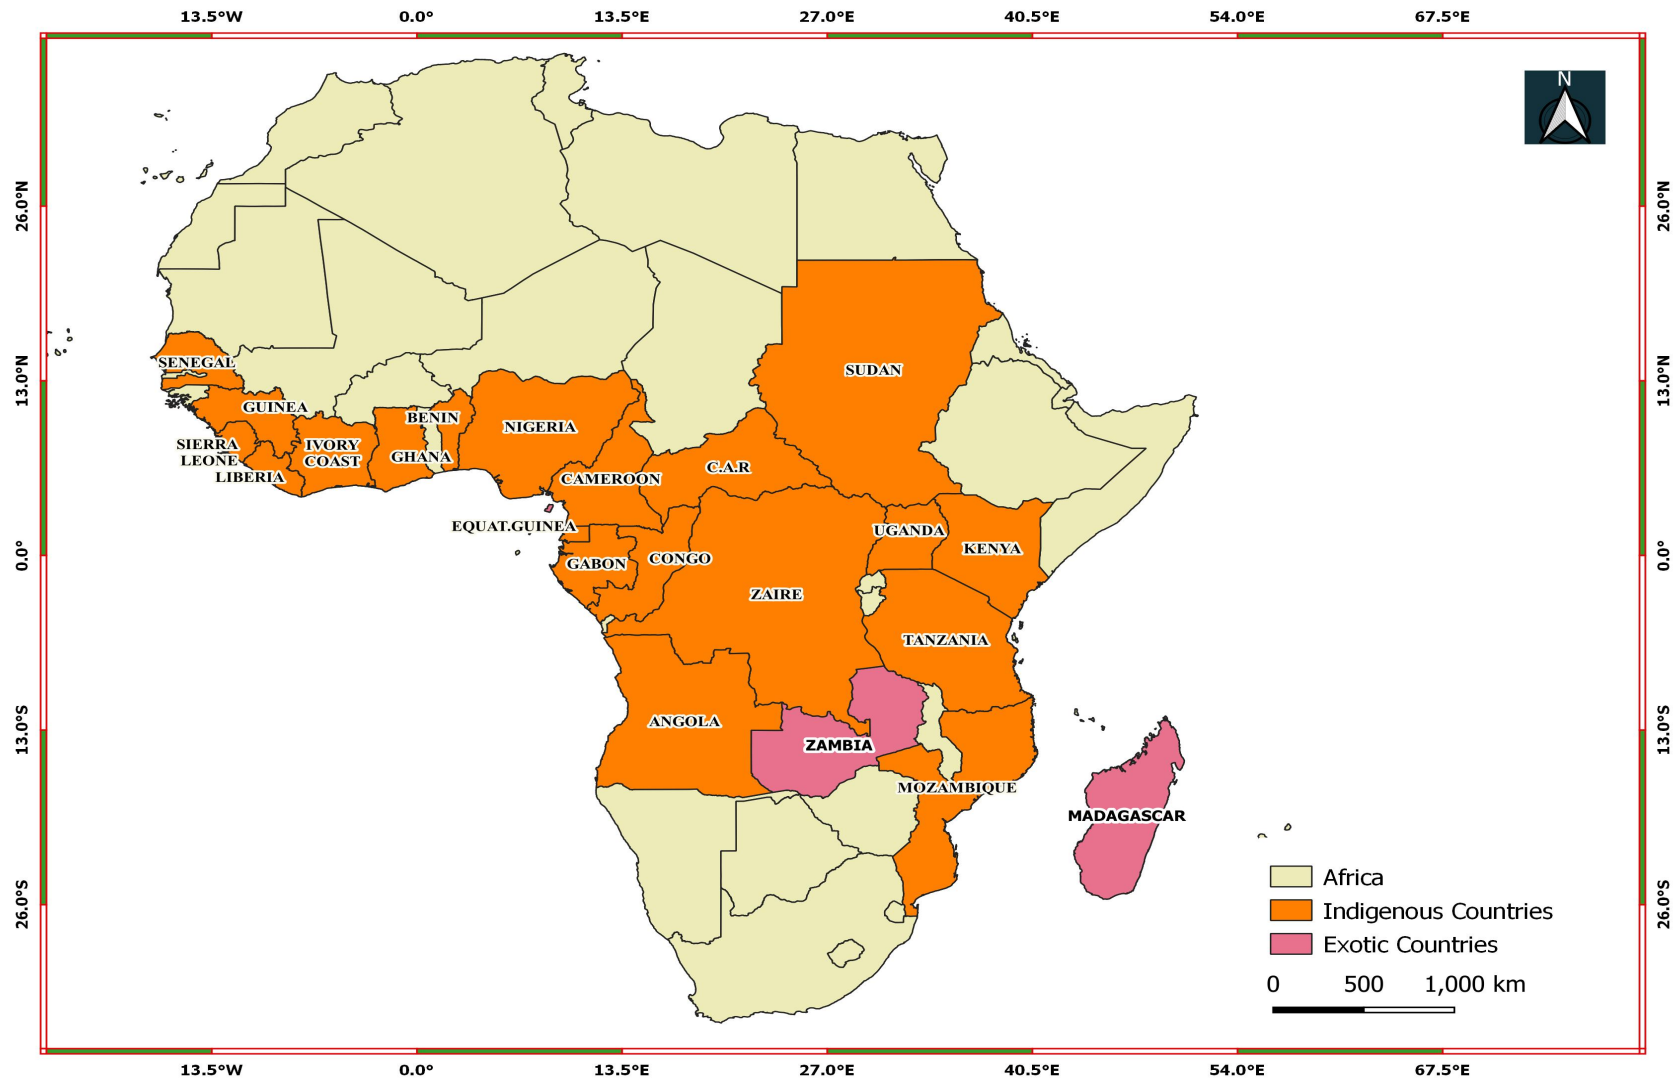 13.5°W 0.0° 13.5°E 27.0°E 40.5°E 54.0°E 67.5°E
N
26.0°N 26.0°N
SENEGAL
SUDAN
13.0°N 13.0°N
GUINEA
BENIN
NIGERIA
SIERRA
LEONE
IVORY
COAST
GHANA
LIBERIA
C.A.R
CAMEROON
EQUAT.GUINEA
UGANDA
KENYA
0.0° 0.0°
GABON
CONGO
ZAIRE
TANZANIA
ANGOLA
13.0°S 13.0°S
ZAMBIA
MOZAMBIQUE
MADAGASCAR
Africa
26.0°S 26.0°S
Indigenous Countries
Exotic Countries
0 500 1,000 km
13.5°W 0.0° 13.5°E 27.0°E 40.5°E 54.0°E 67.5°E